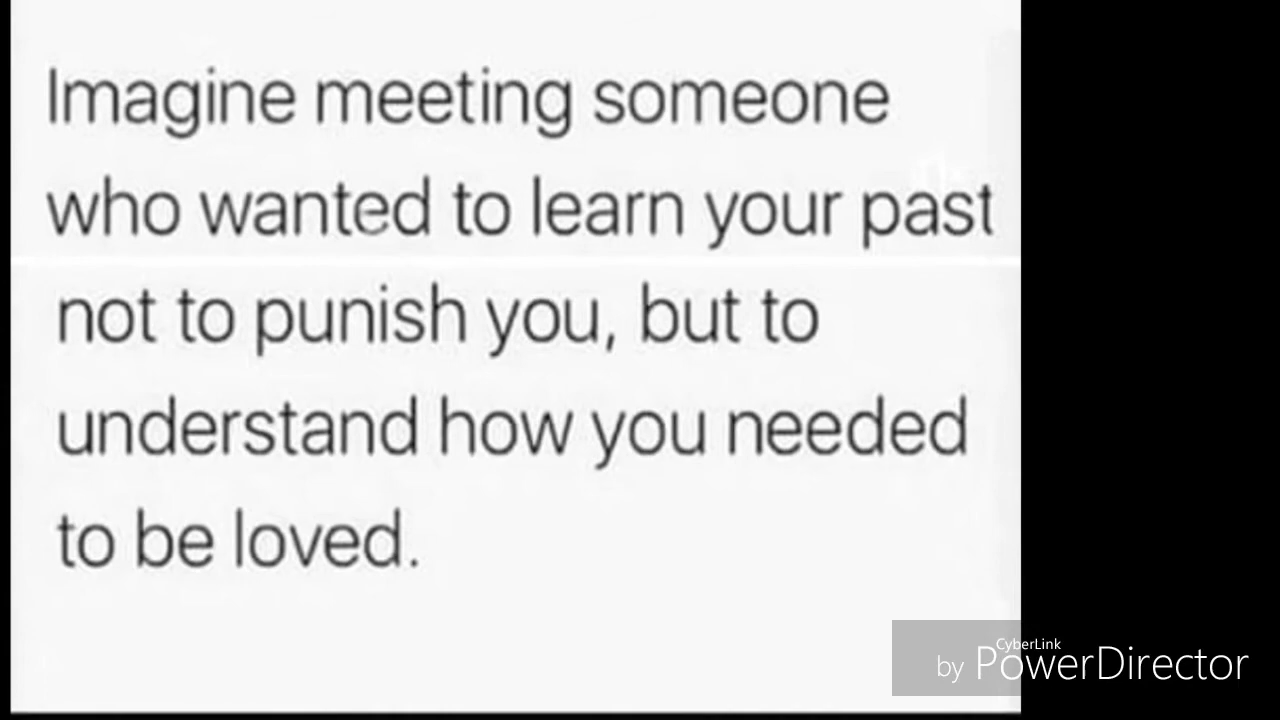 Imagine meeting someone
who wanted to learn your past
not to punish you, but to
understand how you needed
to be loved.
CyberLink
by PowerDirector